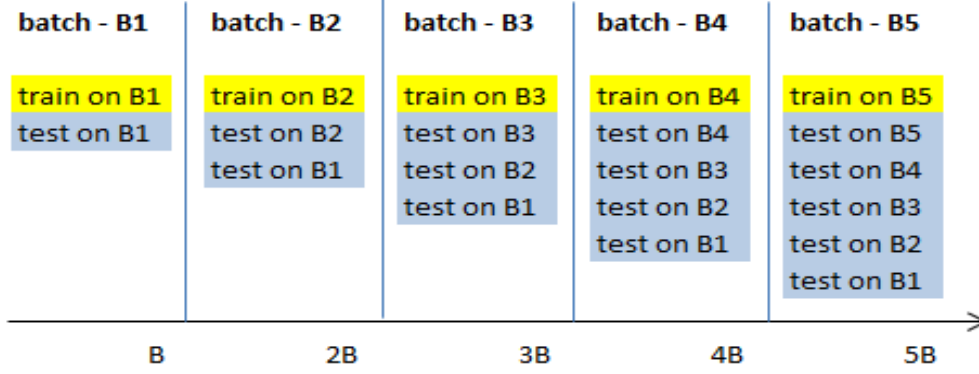 batch - B1
train on B1
test on B1
batch - B2
train on B2
test on B2
test on B1
batch - B3
train on B3
test on B3
test on B2
test on B1
batch - B4
train on B4
test on B4
test on B3
test on B2
test on B1
batch - B5
train on B5
test on B5
test on B4
test on B3
test on B2
test on B1
B
2B
3B
4B
5B